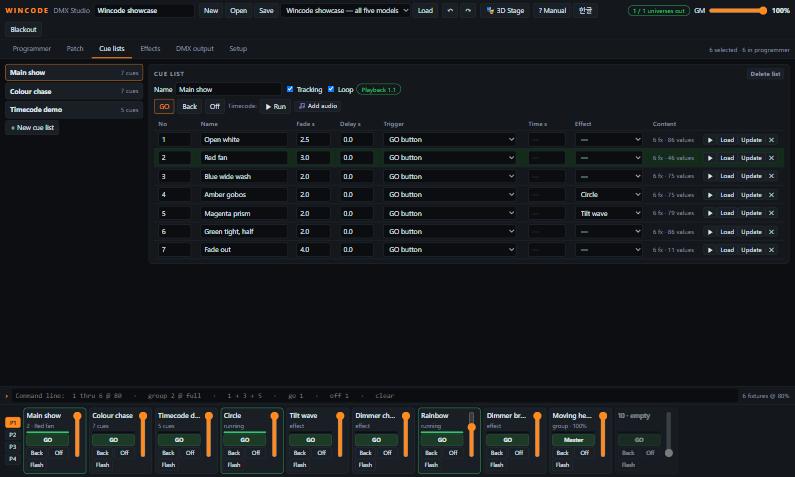 WINCODE DMX Studio Wincode showcase New Open Save Wincode showcase — all five models Load ↶ ↷ 3D Stage ? Manual 한글 1 / 1 universes out GM 100%
Blackout
Programmer Patch Cue lists Effects DMX output Setup 6 selected · 6 in programmer
Main show 7 cues
Colour chase 7 cues
Timecode demo 5 cues
+ New cue list
CUE LIST Delete list
Name Main show Tracking Loop Playback 1.1
GO Back Off Timecode: ▶ Run Add audio
No Name Fade s Delay s Trigger Time s Effect Content
1 Open white 2.5 0.0 GO button — — 6 fx · 86 values ▶ Load Update ✕
2 Red fan 3.0 0.0 GO button — — 6 fx · 46 values ▶ Load Update ✕
3 Blue wide wash 2.0 0.0 GO button — — 6 fx · 75 values ▶ Load Update ✕
4 Amber gobos 2.0 0.0 GO button — Circle 6 fx · 75 values ▶ Load Update ✕
5 Magenta prism 2.0 0.0 GO button — Tilt wave 6 fx · 79 values ▶ Load Update ✕
6 Green tight, half 2.0 0.0 GO button — — 6 fx · 86 values ▶ Load Update ✕
7 Fade out 4.0 0.0 GO button — — 6 fx · 11 values ▶ Load Update ✕
› Command line: 1 thru 6 @ 80 · group 2 @ full · 1 + 3 + 5 · go 1 · off 1 · clear 6 fixtures @ 80%
P1
P2
P3
P4
Main show
2 · Red fan
GO
Back Off
Flash
Colour chase
7 cues
GO
Back Off
Flash
Timecode d...
5 cues
GO
Back Off
Flash
Circle
running
GO
Back Off
Flash
Tilt wave
effect
GO
Back Off
Flash
Dimmer ch...
effect
GO
Back Off
Flash
Rainbow
running
GO
Back Off
Flash
Dimmer br...
effect
GO
Back Off
Flash
Moving he...
group · 100%
Master
Back Off
Flash
10 · empty
GO
Back Off
Flash